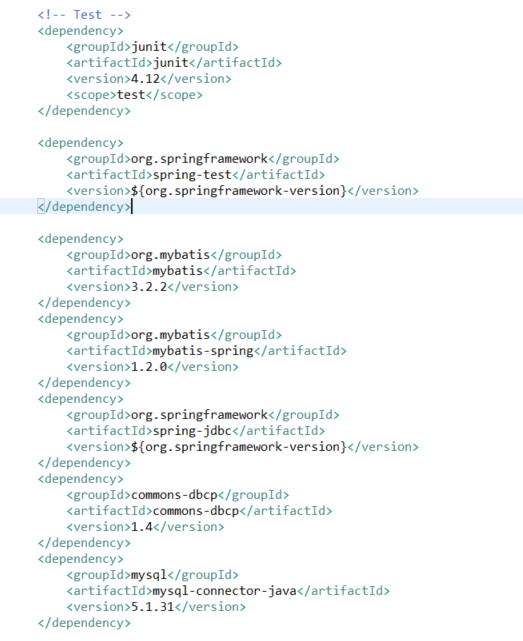 <!-- Test -->
<dependency>
    <groupId>junit</groupId>
    <artifactId>junit</artifactId>
    <version>4.12</version>
    <scope>test</scope>
</dependency>

<dependency>
    <groupId>org.springframework</groupId>
    <artifactId>spring-test</artifactId>
    <version>${org.springframework-version}</version>
</dependency>

<dependency>
    <groupId>org.mybatis</groupId>
    <artifactId>mybatis</artifactId>
    <version>3.2.2</version>
</dependency>
<dependency>
    <groupId>org.mybatis</groupId>
    <artifactId>mybatis-spring</artifactId>
    <version>1.2.0</version>
</dependency>
<dependency>
    <groupId>org.springframework</groupId>
    <artifactId>spring-jdbc</artifactId>
    <version>${org.springframework-version}</version>
</dependency>
<dependency>
    <groupId>commons-dbcp</groupId>
    <artifactId>commons-dbcp</artifactId>
    <version>1.4</version>
</dependency>
<dependency>
    <groupId>mysql</groupId>
    <artifactId>mysql-connector-java</artifactId>
    <version>5.1.31</version>
</dependency>